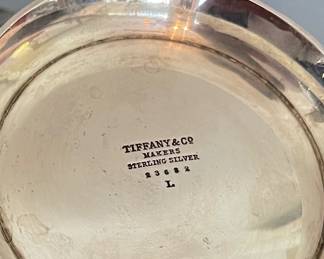 TIFFANY & CO
MAKERS
STERLING SILVER
23682
L